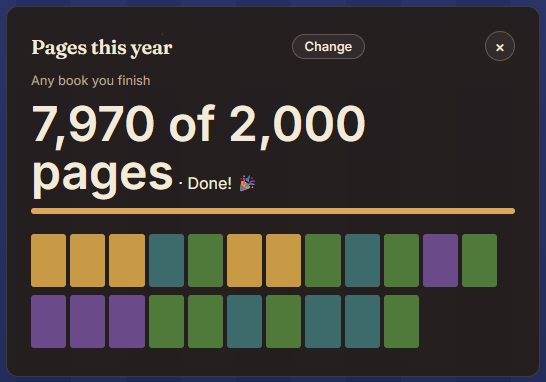 Pages this year
Change
×
Any book you finish
7,970 of 2,000
pages · Done! 🎉